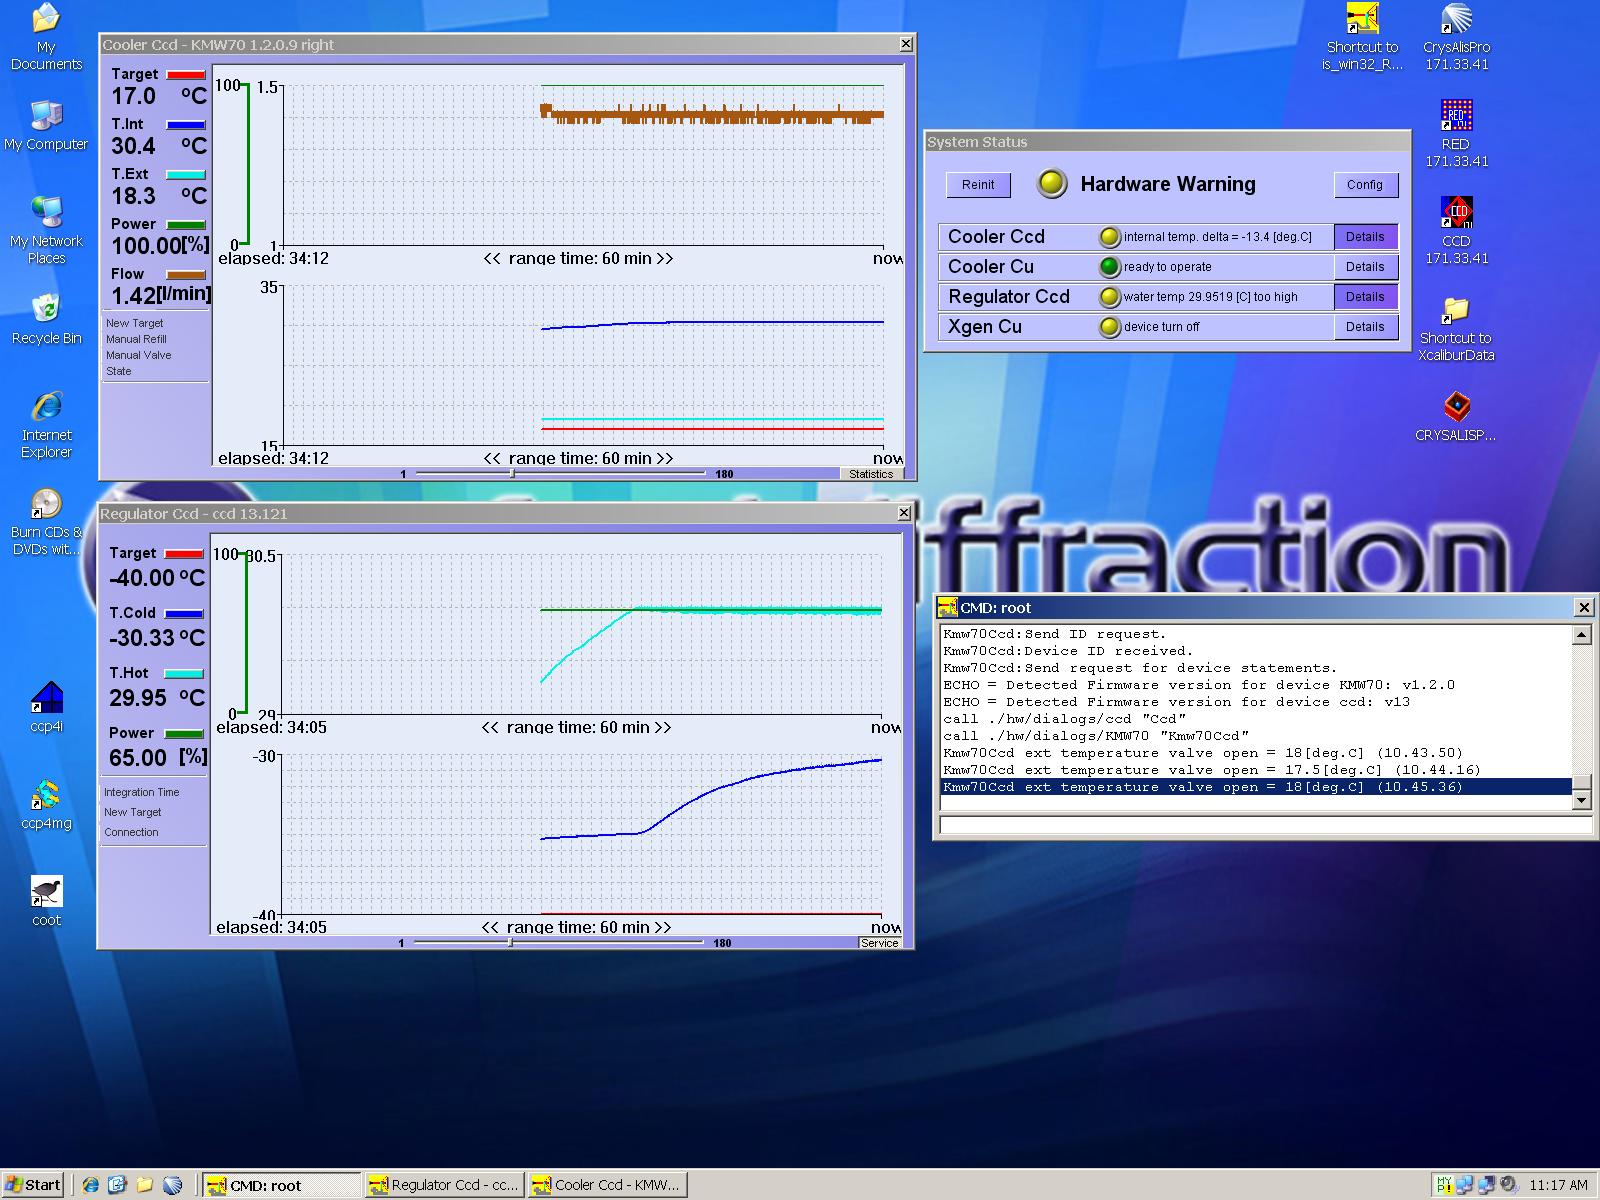 My Documents
My Computer
My Network Places
Recycle Bin
Internet Explorer
Burn CDs & DVDs wit...
ccp4i
ccp4mg
coot
Cooler Ccd - KMW70 1.2.0.9 right
Target
17.0 ºC
T.Int
30.4 ºC
T.Ext
18.3 ºC
Power
100.00[%]
Flow
1.42[l/min]
New Target
Manual Refill
Manual Valve
State
100
1.5
0
1
elapsed: 34:12
<< range time: 60 min >>
now
35
15
elapsed: 34:12
<< range time: 60 min >>
now
1
180
Statistics
Regulator Ccd - ccd 13.121
Target
-40.00 ºC
T.Cold
-30.33 ºC
T.Hot
29.95 ºC
Power
65.00 [%]
Integration Time
New Target
Connection
100
30.5
0
29
elapsed: 34:05
<< range time: 60 min >>
now
-30
-40
elapsed: 34:05
<< range time: 60 min >>
now
1
180
Service
Shortcut to is_win32_R...
CrysAlisPro 171.33.41
RED 171.33.41
CCD 171.33.41
Shortcut to XcaliburData
CRYSALISP...
System Status
Reinit
Hardware Warning
Config
Cooler Ccd
internal temp. delta = -13.4 [deg.C]
Details
Cooler Cu
ready to operate
Details
Regulator Ccd
water temp 29.9519 [C] too high
Details
Xgen Cu
device turn off
Details
ffraction
CMD: root
Kmw70Ccd:Send ID request.
Kmw70Ccd:Device ID received.
Kmw70Ccd:Send request for device statements.
ECHO = Detected Firmware version for device KMW70: v1.2.0
ECHO = Detected Firmware version for device ccd: v13
call ./hw/dialogs/ccd "Ccd"
call ./hw/dialogs/KMW70 "Kmw70Ccd"
Kmw70Ccd ext temperature valve open = 18[deg.C] (10.43.50)
Kmw70Ccd ext temperature valve open = 17.5[deg.C] (10.44.16)
Kmw70Ccd ext temperature valve open = 18[deg.C] (10.45.36)
Start
CMD: root
Regulator Ccd - cc...
Cooler Ccd - KMW...
11:17 AM